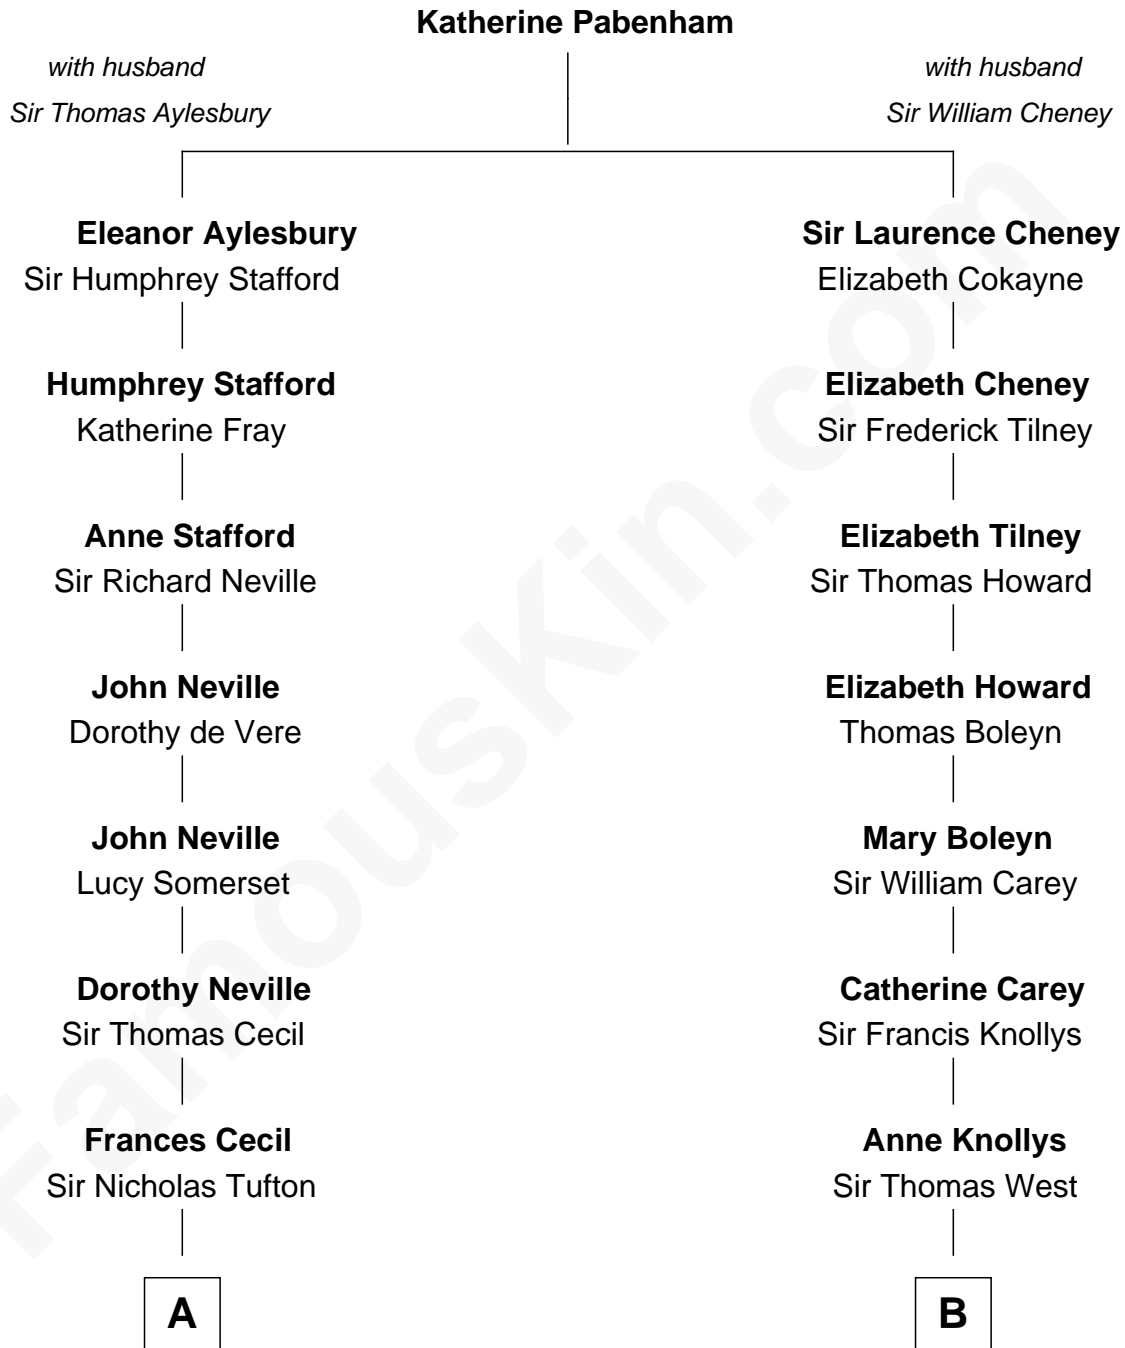 Katherine Pabenham
with husband
Sir Thomas Aylesbury
with husband
Sir William Cheney
Eleanor Aylesbury
Sir Humphrey Stafford
Sir Laurence Cheney
Elizabeth Cokayne
Humphrey Stafford
Katherine Fray
Elizabeth Cheney
Sir Frederick Tilney
Anne Stafford
Sir Richard Neville
Elizabeth Tilney
Sir Thomas Howard
John Neville
Dorothy de Vere
Elizabeth Howard
Thomas Boleyn
John Neville
Lucy Somerset
Mary Boleyn
Sir William Carey
Dorothy Neville
Sir Thomas Cecil
Catherine Carey
Sir Francis Knollys
Frances Cecil
Sir Nicholas Tufton
Anne Knollys
Sir Thomas West
A
B
FamousKin.com